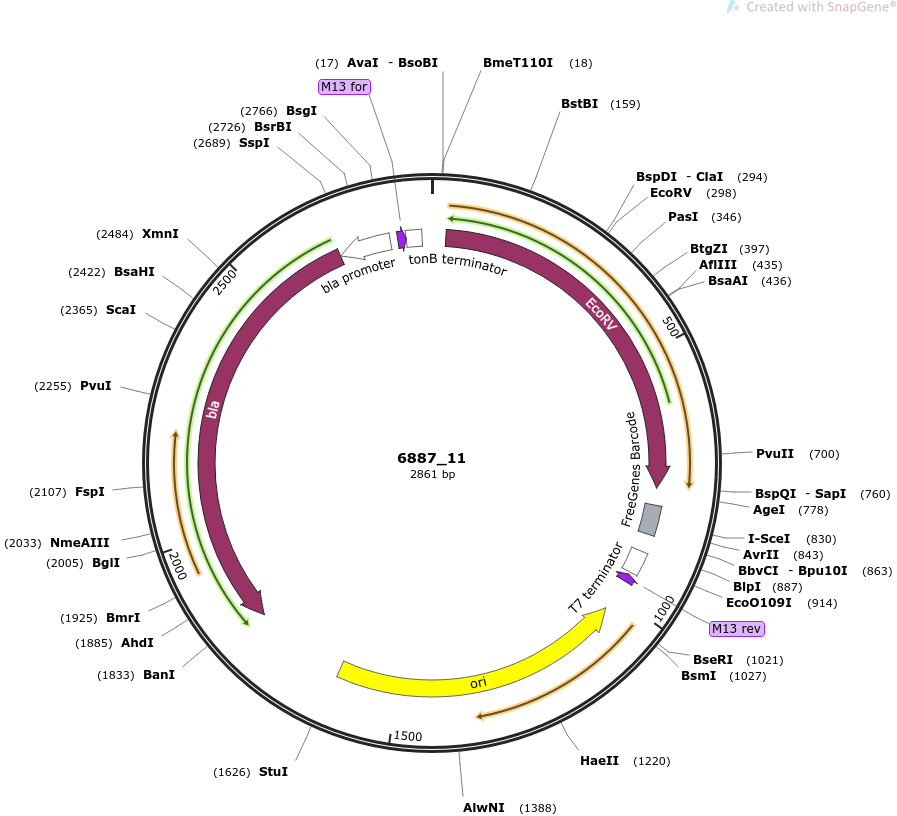 Created with SnapGene®
(17) AvaI - BsoBI
BmeT110I (18)
M13 for
BstBI (159)
(2766) BsgI
(2726) BsrBI
(2689) SspI
BspDI - ClaI (294)
EcoRV (298)
PasI (346)
(2484) XmnI
BtgZI (397)
AflIII (435)
BsaAI (436)
(2422) BsaHI
(2365) ScaI
(2255) PvuI
bla promoter
tonB terminator
2500
500
EcoRV
bla
6887_11
2861 bp
FreeGenes Barcode
PvuII (700)
BspQI - SapI (760)
AgeI (778)
(2107) FspI
I-SceI (830)
AvrII (843)
BbvCI - Bpu10I (863)
BlpI (887)
EcoO109I (914)
(2033) NmeAIII
(2005) BglI
2000
T7 terminator
1000
M13 rev
(1925) BmrI
(1885) AhdI
(1833) BanI
BseRI (1021)
BsmI (1027)
ori
1500
HaeII (1220)
(1626) StuI
AlwNI (1388)